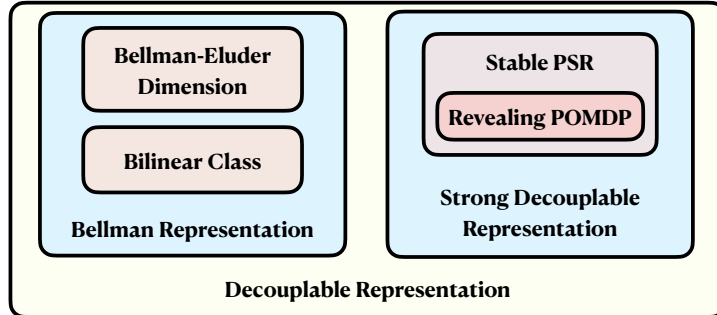 Bellman-Eluder
Dimension
Bilinear Class
Bellman Representation
Stable PSR
Revealing POMDP
Strong Decouplable
Representation
Decouplable Representation